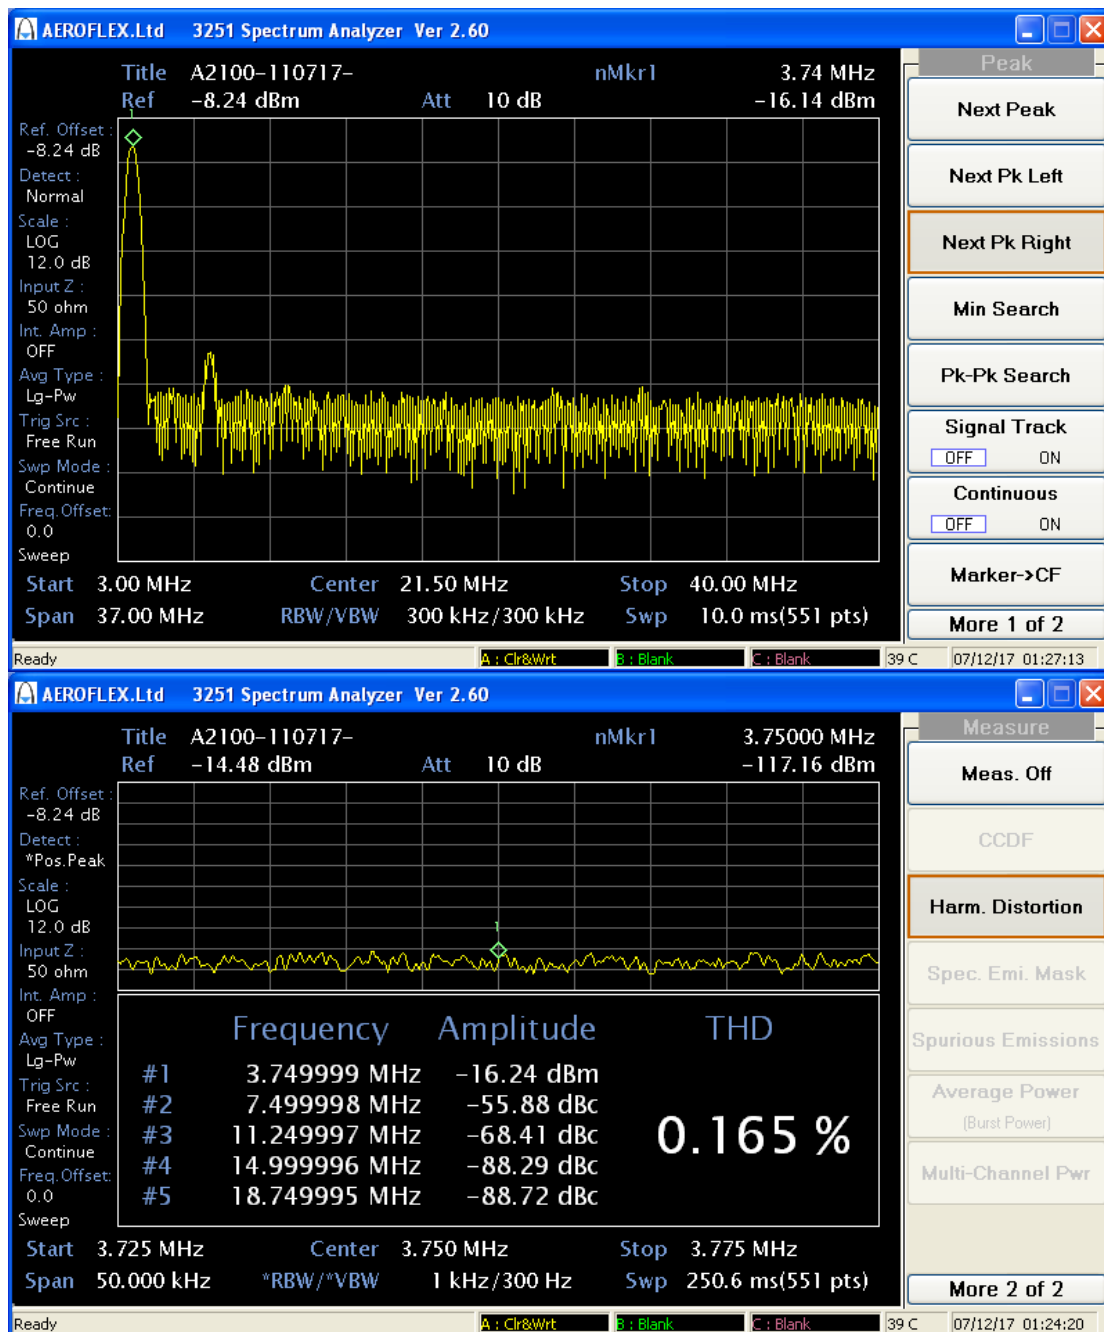 AEROFLEX.Ltd 3251 Spectrum Analyzer Ver 2.60
Title A2100-110717- nMkr1 3.74 MHz
Ref -8.24 dBm Att 10 dB -16.14 dBm
1
Ref. Offset :
-8.24 dB
Detect :
Normal
Scale :
LOG
12.0 dB
Input Z :
50 ohm
Int. Amp :
OFF
Avg Type :
Lg-Pw
Trig Src :
Free Run
Swp Mode :
Continue
Freq.Offset:
0.0
Sweep
Start 3.00 MHz Center 21.50 MHz Stop 40.00 MHz
Span 37.00 MHz RBW/VBW 300 kHz/300 kHz Swp 10.0 ms(551 pts)
Peak
Next Peak
Next Pk Left
Next Pk Right
Min Search
Pk-Pk Search
Signal Track
OFF ON
Continuous
OFF ON
Marker->CF
More 1 of 2
Ready A : Clr&Wrt B : Blank C : Blank 39 C 07/12/17 01:27:13
AEROFLEX.Ltd 3251 Spectrum Analyzer Ver 2.60
Title A2100-110717- nMkr1 3.75000 MHz
Ref -14.48 dBm Att 10 dB -117.16 dBm
Ref. Offset :
-8.24 dB
Detect :
*Pos.Peak
Scale :
LOG
12.0 dB
Input Z :
50 ohm
Int. Amp :
OFF
Avg Type :
Lg-Pw
Trig Src :
Free Run
Swp Mode :
Continue
Freq.Offset:
0.0
Sweep
1
Frequency Amplitude THD
#1 3.749999 MHz -16.24 dBm
#2 7.499998 MHz -55.88 dBc
#3 11.249997 MHz -68.41 dBc
#4 14.999996 MHz -88.29 dBc
#5 18.749995 MHz -88.72 dBc
0.165 %
Start 3.725 MHz Center 3.750 MHz Stop 3.775 MHz
Span 50.000 kHz *RBW/*VBW 1 kHz/300 Hz Swp 250.6 ms(551 pts)
Measure
Meas. Off
CCDF
Harm. Distortion
Spec. Emi. Mask
Spurious Emissions
Average Power
(Burst Power)
Multi-Channel Pwr
More 2 of 2
Ready A : Clr&Wrt B : Blank C : Blank 39 C 07/12/17 01:24:20